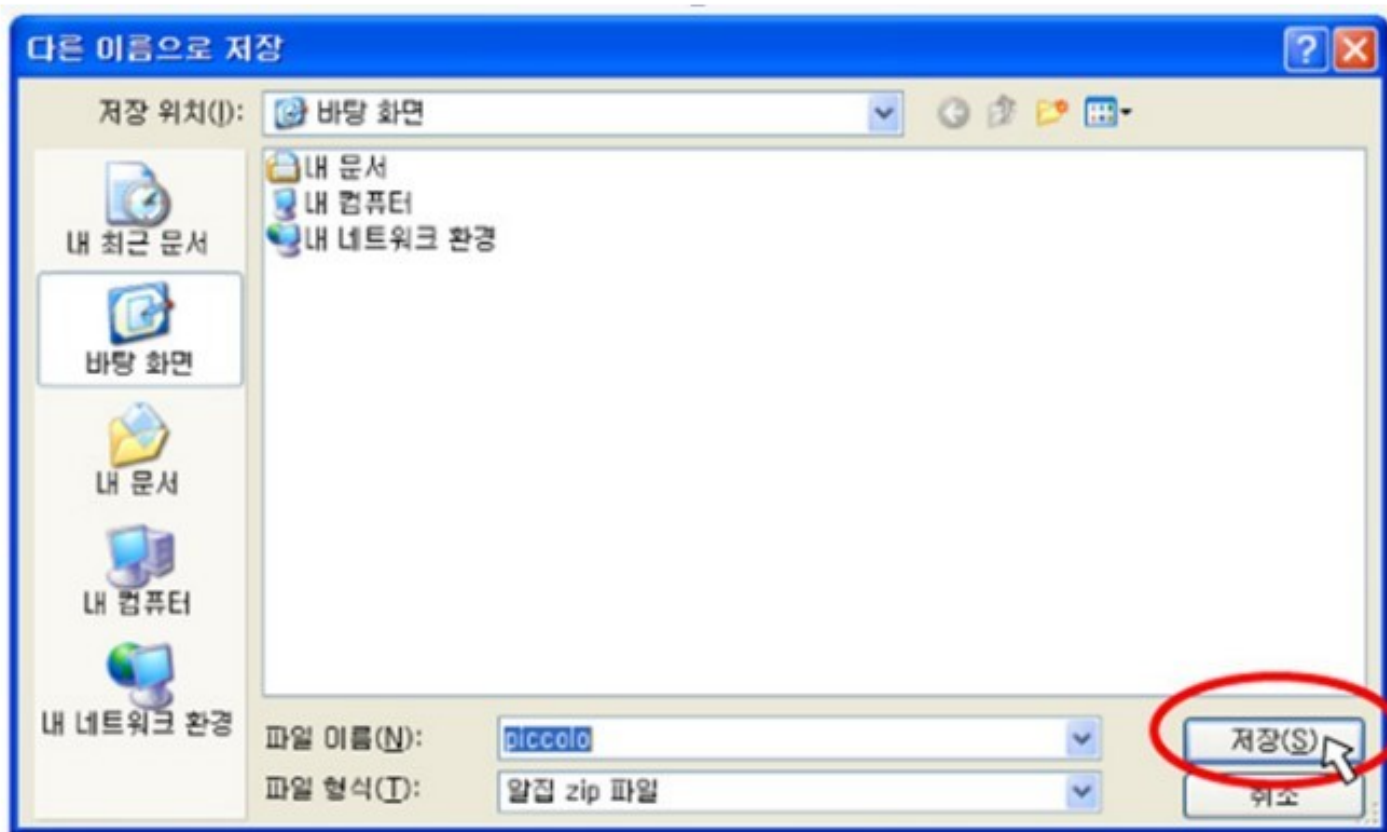 다른 이름으로 저장
저장 위치(I):
바탕 화면
내 최근 문서
바탕 화면
내 문서
내 컴퓨터
내 네트워크 환경
내 문서
내 컴퓨터
내 네트워크 환경
파일 이름(N):
piccolo
저장(S)
파일 형식(T):
알집 zip 파일
취소